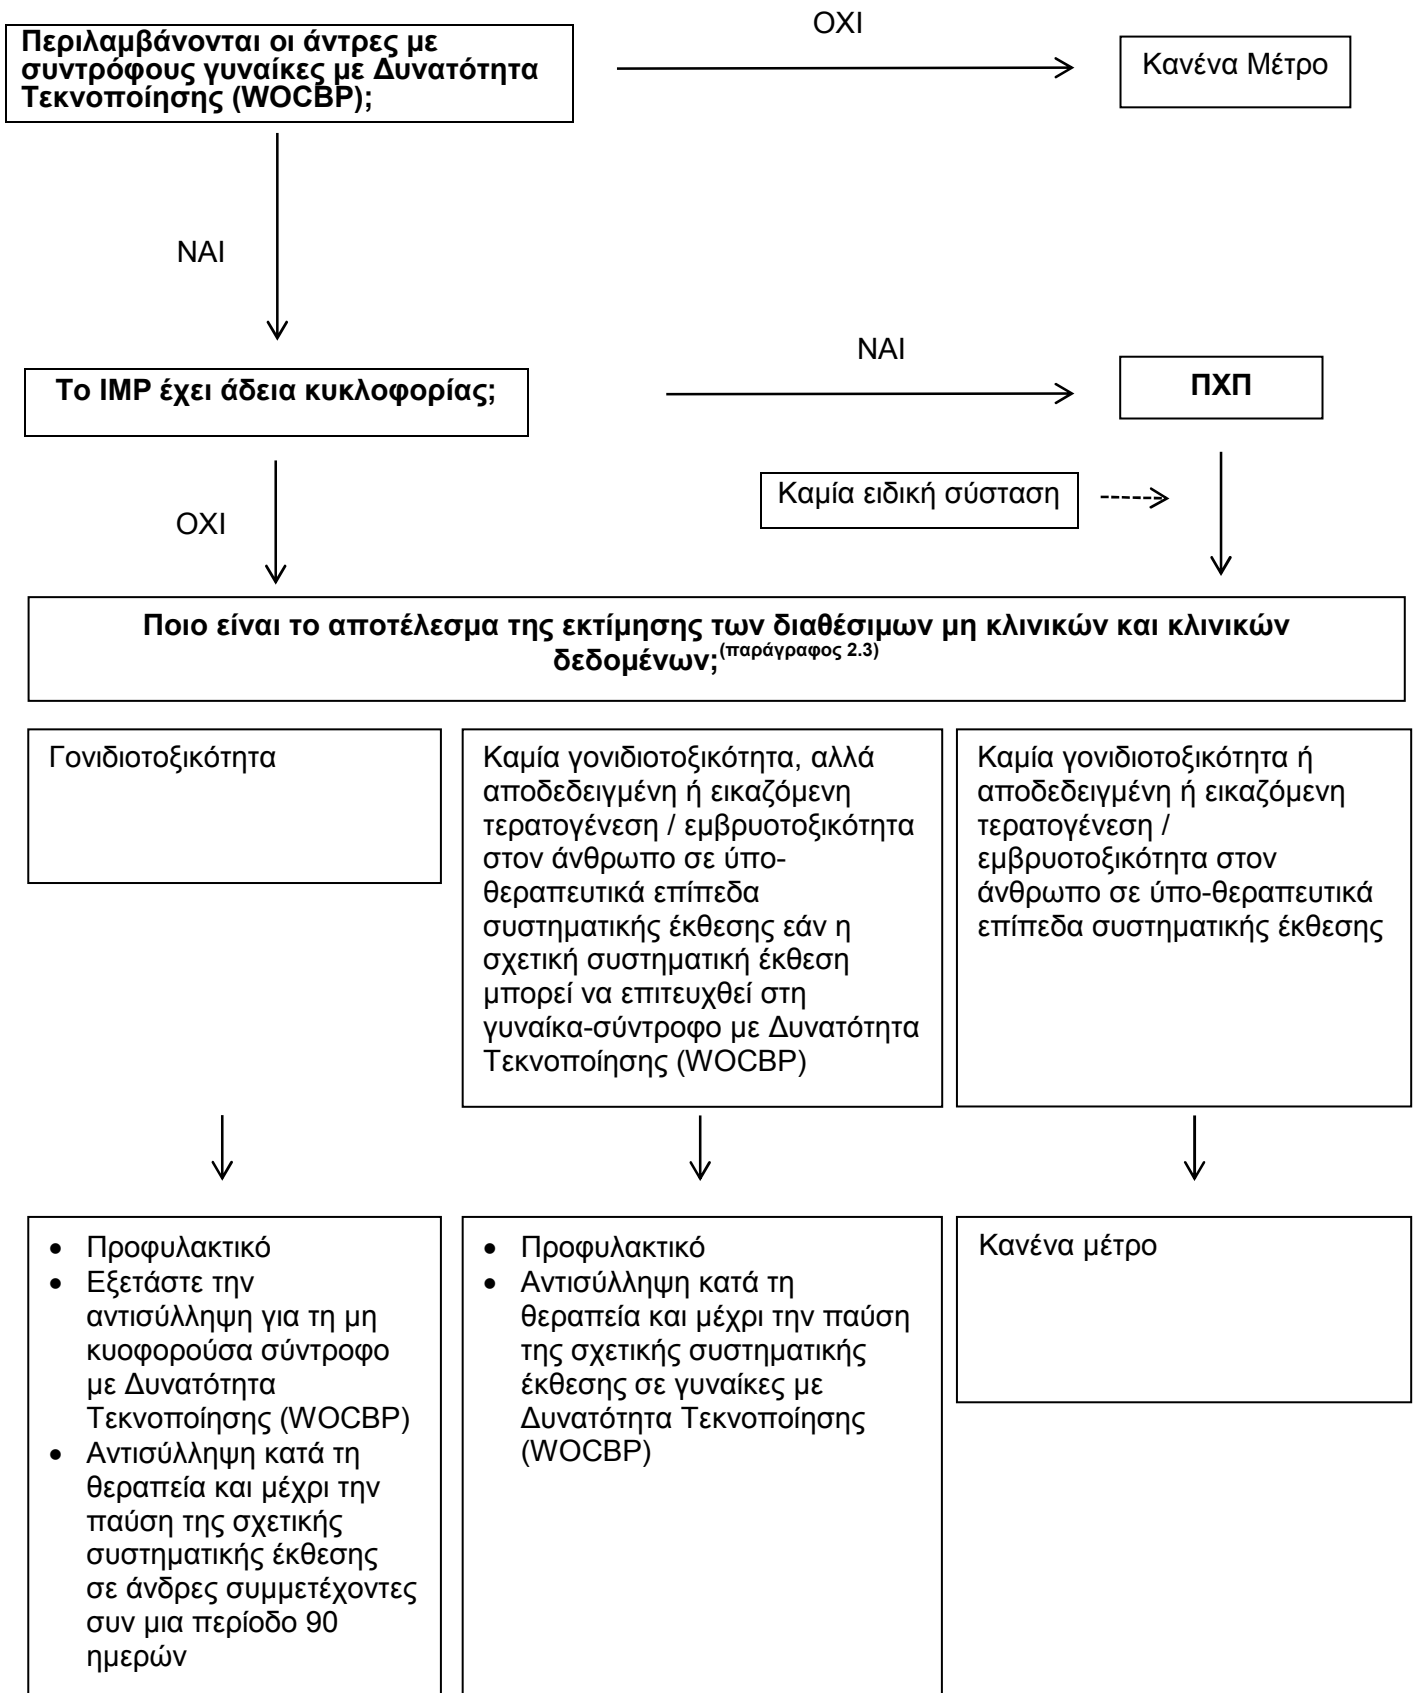 ΟΧΙ
Περιλαμβάνονται οι άντρες με
συντρόφους γυναίκες με Δυνατότητα
Τεκνοποίησης (WOCBP);
Κανένα Μέτρο
ΝΑΙ
ΝΑΙ
Το IMP έχει άδεια κυκλοφορίας;
ΠΧΠ
Καμία ειδική σύσταση
ΟΧΙ
Ποιο είναι το αποτέλεσμα της εκτίμησης των διαθέσιμων μη κλινικών και κλινικών
δεδομένων;(παράγραφος 2.3)
Γονιδιοτοξικότητα
Καμία γονιδιοτοξικότητα, αλλά
αποδεδειγμένη ή εικαζόμενη
τερατογένεση / εμβρυοτοξικότητα
στον άνθρωπο σε ύπο-
θεραπευτικά επίπεδα
συστηματικής έκθεσης εάν η
σχετική συστηματική έκθεση
μπορεί να επιτευχθεί στη
γυναίκα-σύντροφο με Δυνατότητα
Τεκνοποίησης (WOCBP)
Καμία γονιδιοτοξικότητα ή
αποδεδειγμένη ή εικαζόμενη
τερατογένεση /
εμβρυοτοξικότητα στον
άνθρωπο σε ύπο-θεραπευτικά
επίπεδα συστηματικής έκθεσης
• Προφυλακτικό
• Εξετάστε την
αντισύλληψη για τη μη
κυοφορούσα σύντροφο
με Δυνατότητα
Τεκνοποίησης (WOCBP)
• Αντισύλληψη κατά τη
θεραπεία και μέχρι την
παύση της σχετικής
συστηματικής έκθεσης
σε άνδρες συμμετέχοντες
συν μια περίοδο 90
ημερών
• Προφυλακτικό
• Αντισύλληψη κατά τη
θεραπεία και μέχρι την παύση
της σχετικής συστηματικής
έκθεσης σε γυναίκες με
Δυνατότητα Τεκνοποίησης
(WOCBP)
Κανένα μέτρο